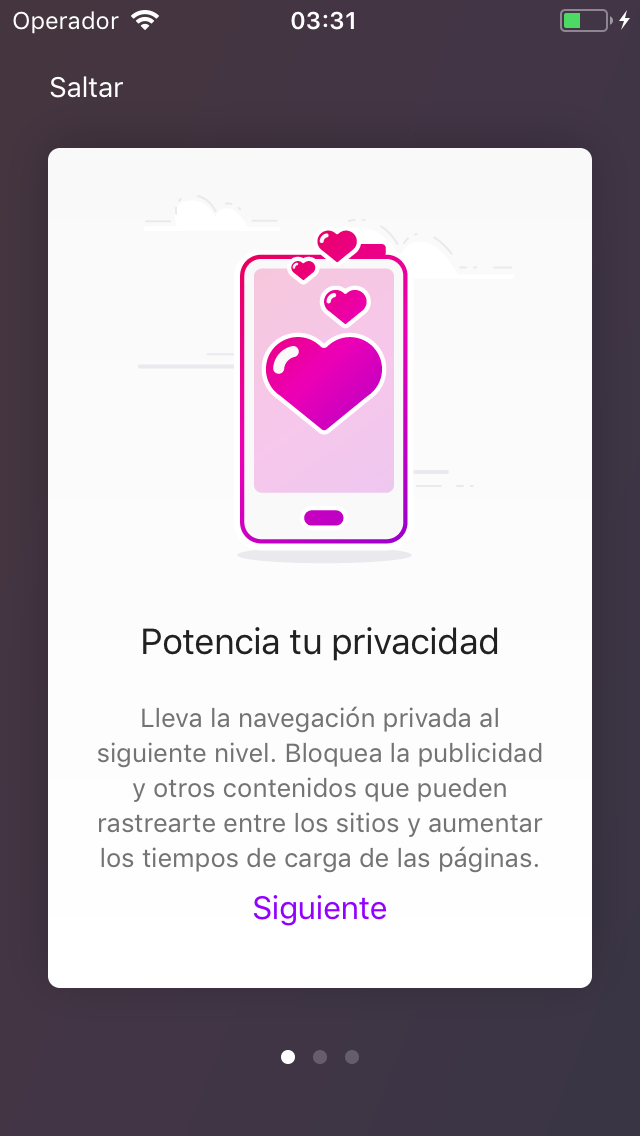 Operador 03:31
Saltar
Potencia tu privacidad
Lleva la navegación privada al
siguiente nivel. Bloquea la publicidad
y otros contenidos que pueden
rastrearte entre los sitios y aumentar
los tiempos de carga de las páginas.
Siguiente